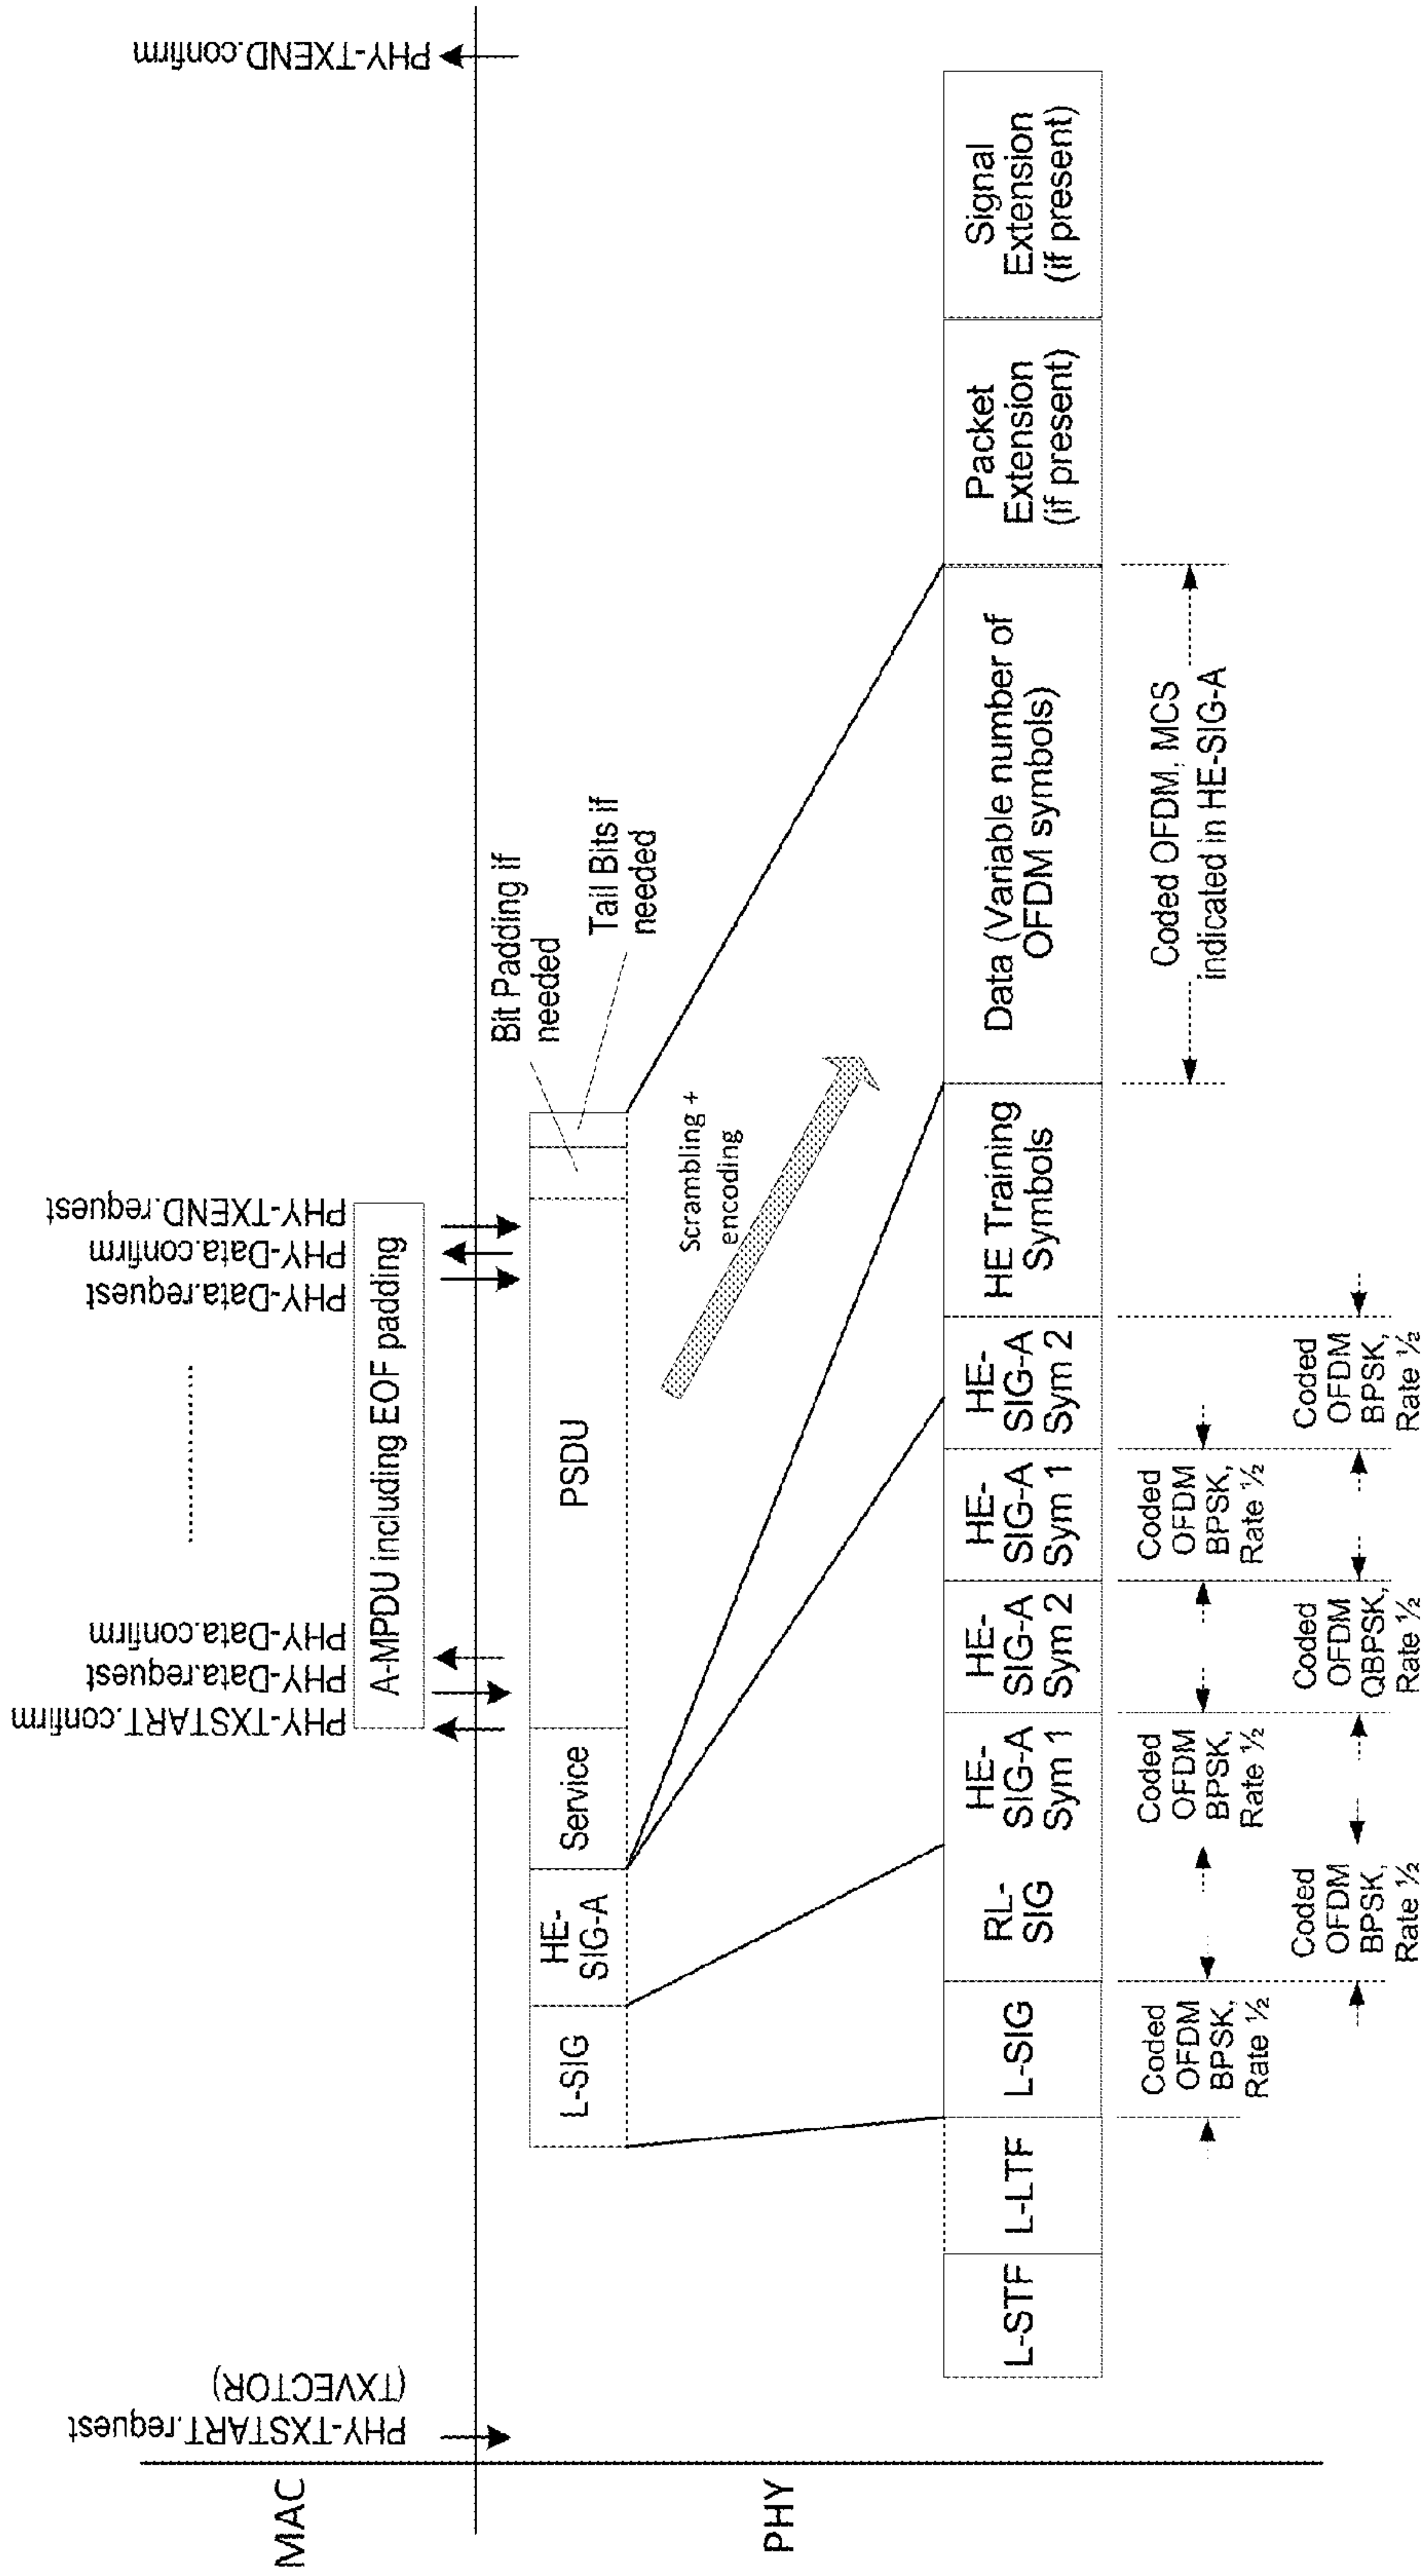 MAC
PHY
PHY-TXSTART.request
(TXVECTOR)
PHY-TXSTART.confirm
PHY-Data.request
PHY-Data.confirm
..........
PHY-Data.request
PHY-Data.confirm
PHY-TXEND.request
PHY-TXEND.confirm
A-MPDU including EOF padding
L-SIG
HE-
SIG-A
Service
PSDU
Bit Padding if
needed
Tail Bits if
needed
Scrambling +
encoding
L-STF
L-LTF
L-SIG
RL-
SIG
HE-
SIG-A
Sym 1
HE-
SIG-A
Sym 2
HE-
SIG-A
Sym 1
HE-
SIG-A
Sym 2
HE Training
Symbols
Data (Variable number of
OFDM symbols)
Packet
Extension
(if present)
Signal
Extension
(if present)
Coded
OFDM
BPSK,
Rate ½
Coded
OFDM
BPSK,
Rate ½
Coded
OFDM
BPSK,
Rate ½
Coded OFDM, MCS
indicated in HE-SIG-A
Coded
OFDM
BPSK,
Rate ½
Coded
OFDM
QBPSK,
Rate ½
Coded
OFDM
BPSK,
Rate ½